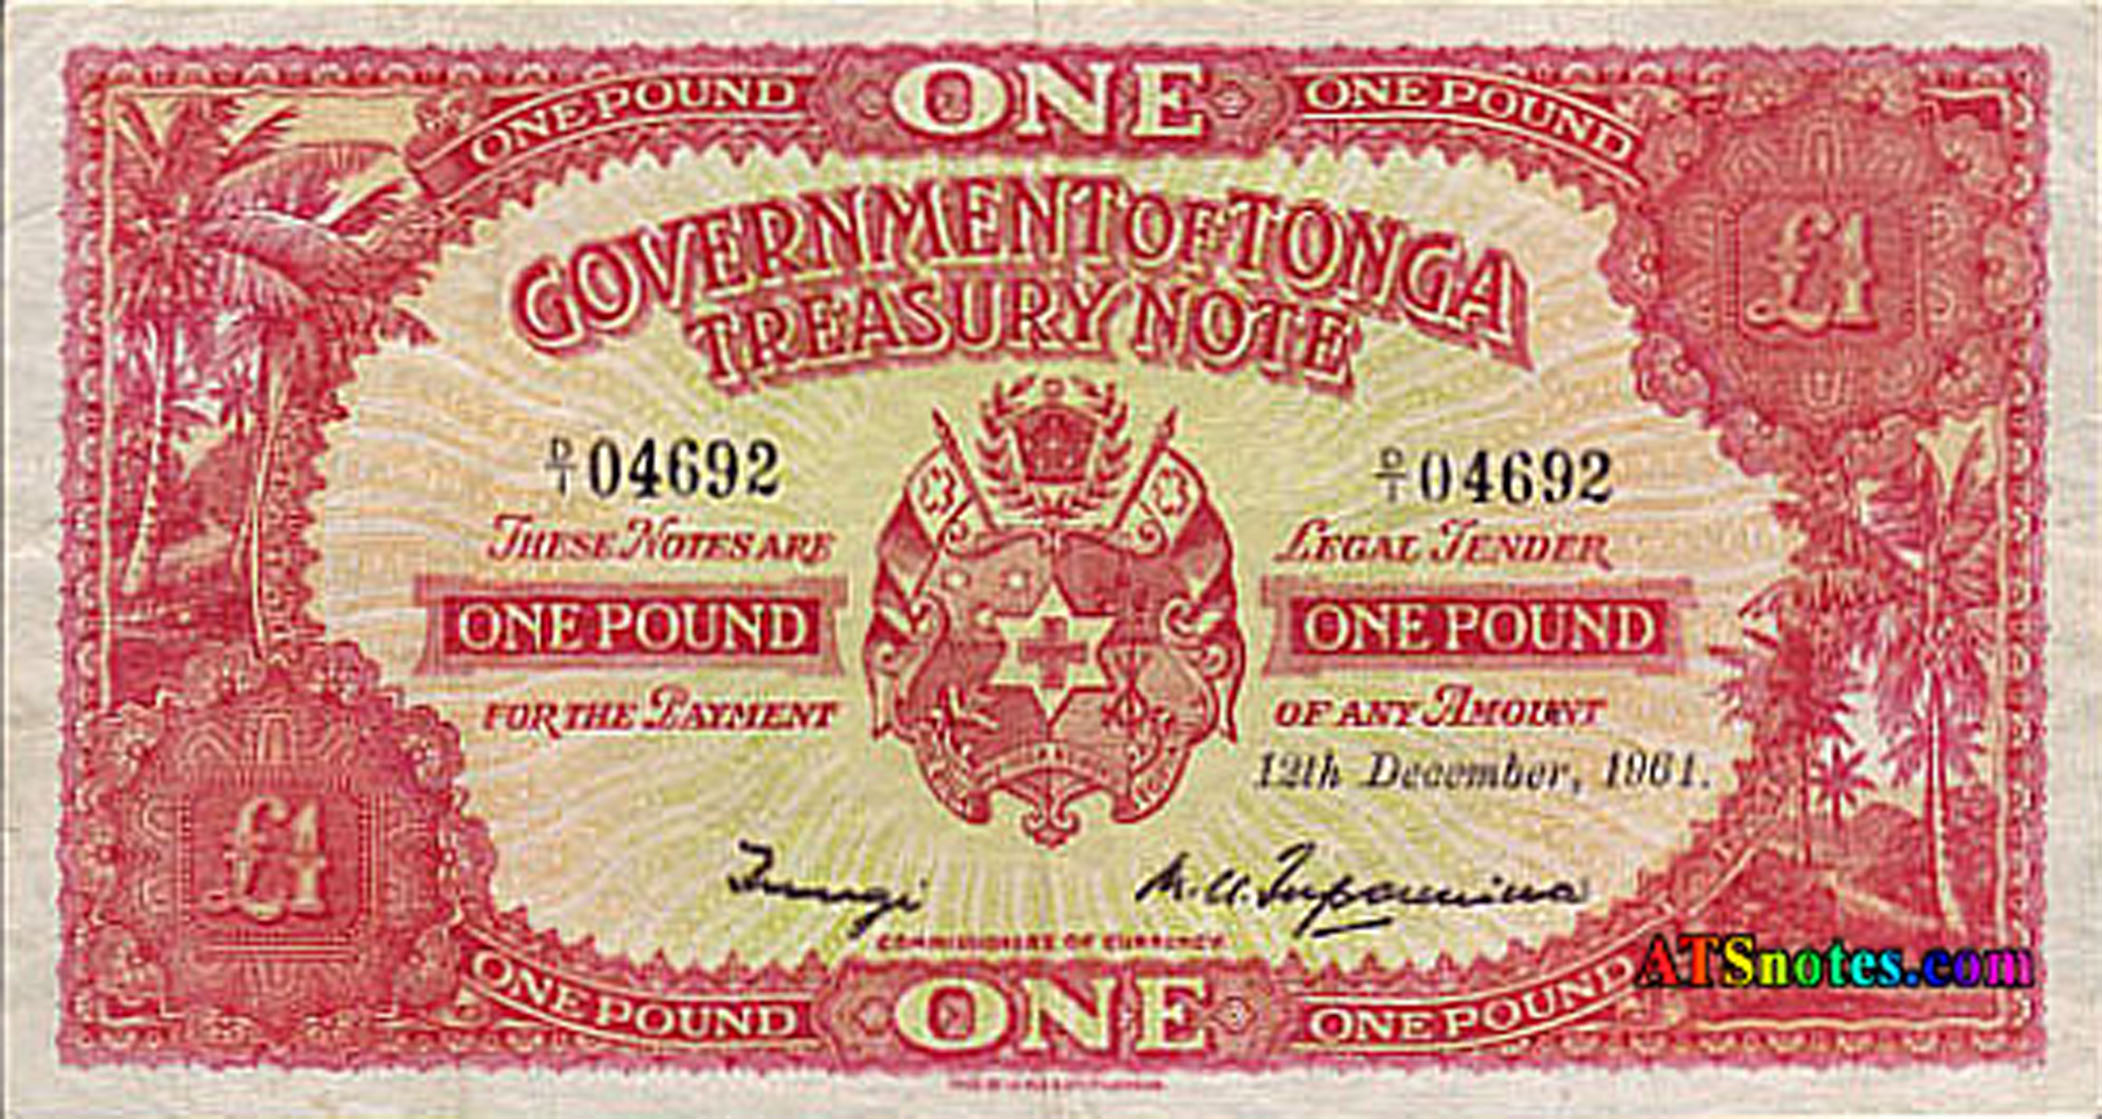 ONE POUND ONE ONE POUND
£1
GOVERNMENT OF TONGA
TREASURY NOTE
D/1 04692 D/1 04692
THESE NOTES ARE LEGAL TENDER
ONE POUND ONE POUND
FOR THE PAYMENT OF ANY AMOUNT
12th December, 1961.
£1
Tungi
COMMISSIONERS OF CURRENCY
ATSnotes.com
ONE POUND ONE ONE POUND